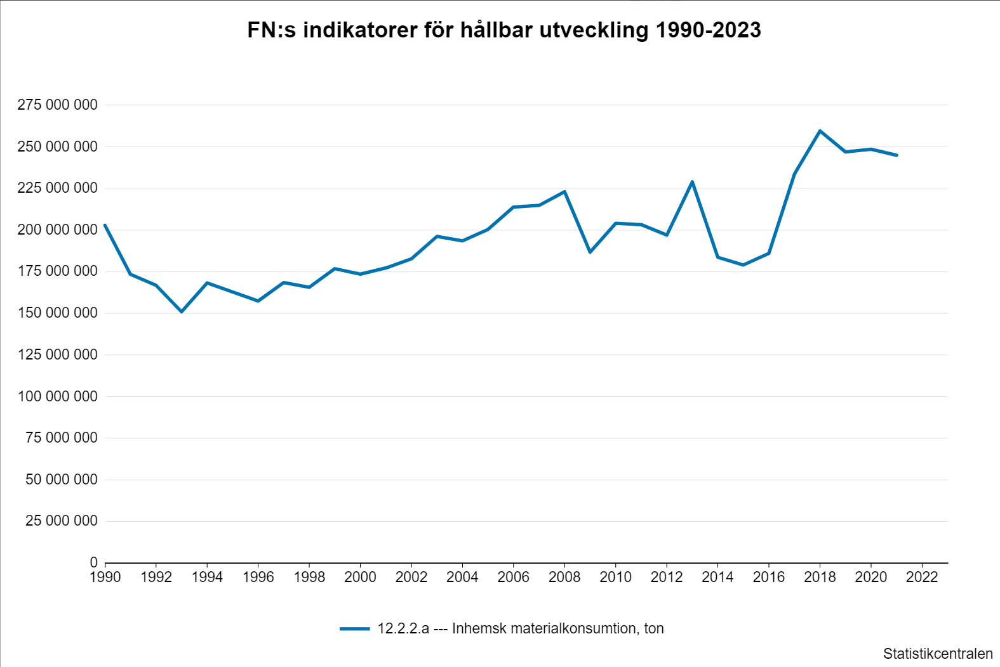 FN:s indikatorer för hållbar utveckling 1990-2023
275 000 000
250 000 000
225 000 000
200 000 000
175 000 000
150 000 000
125 000 000
100 000 000
75 000 000
50 000 000
25 000 000
0
1990 1992 1994 1996 1998 2000 2002 2004 2006 2008 2010 2012 2014 2016 2018 2020 2022
12.2.2.a --- Inhemsk materialkonsumtion, ton
Statistikcentralen